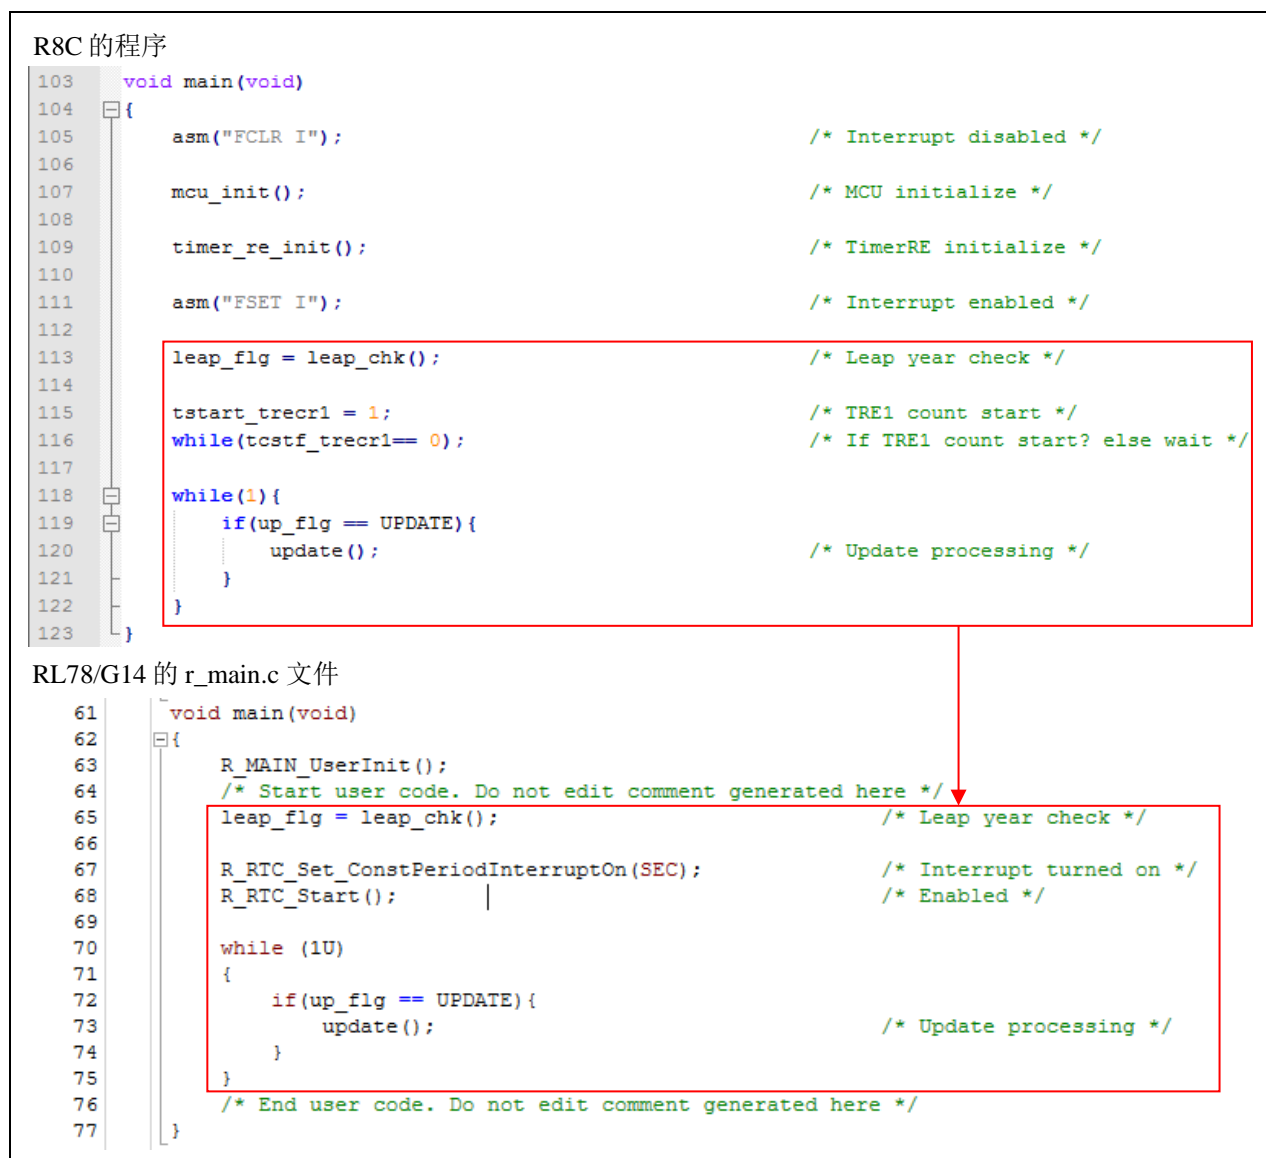 R8C 的程序
103 void main(void)
104 {
105 asm("FCLR I"); /* Interrupt disabled */
106
107 mcu_init(); /* MCU initialize */
108
109 timer_re_init(); /* TimerRE initialize */
110
111 asm("FSET I"); /* Interrupt enabled */
112
113 leap_flg = leap_chk(); /* Leap year check */
114
115 tstart_trecr1 = 1; /* TRE1 count start */
116 while(tcstf_trecr1== 0); /* If TRE1 count start? else wait */
117
118 while(1){
119 if(up_flg == UPDATE){
120 update(); /* Update processing */
121 }
122 }
123 }
RL78/G14 的 r_main.c 文件
61 void main(void)
62 {
63 R_MAIN_UserInit();
64 /* Start user code. Do not edit comment generated here */
65 leap_flg = leap_chk(); /* Leap year check */
66
67 R_RTC_Set_ConstPeriodInterruptOn(SEC); /* Interrupt turned on */
68 R_RTC_Start(); /* Enabled */
69
70 while (1U)
71 {
72 if(up_flg == UPDATE){
73 update(); /* Update processing */
74 }
75 }
76 /* End user code. Do not edit comment generated here */
77 }